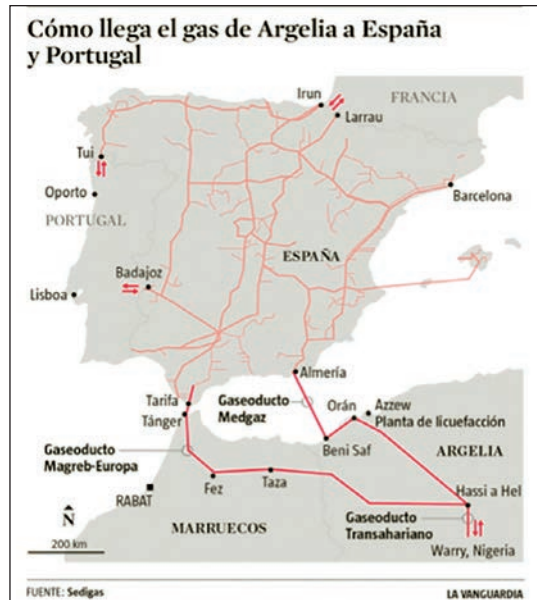 Cómo llega el gas de Argelia a España
y Portugal
Irun
FRANCIA
Larrau
Tui
Oporto
Barcelona
PORTUGAL
ESPAÑA
Badajoz
Lisboa
Almería
Tarifa
Gaseoducto
Medgaz
Orán
Azzew
Tánger
Planta de licuefacción
Beni Saf
ARGELIA
Gaseoducto
Magreb-Europa
Fez
Taza
Hassi a Hel
RABAT
Gaseoducto
Transahariano
N
MARRUECOS
200 km
Warry, Nigeria
FUENTE: Sedigas
LA VANGUARDIA